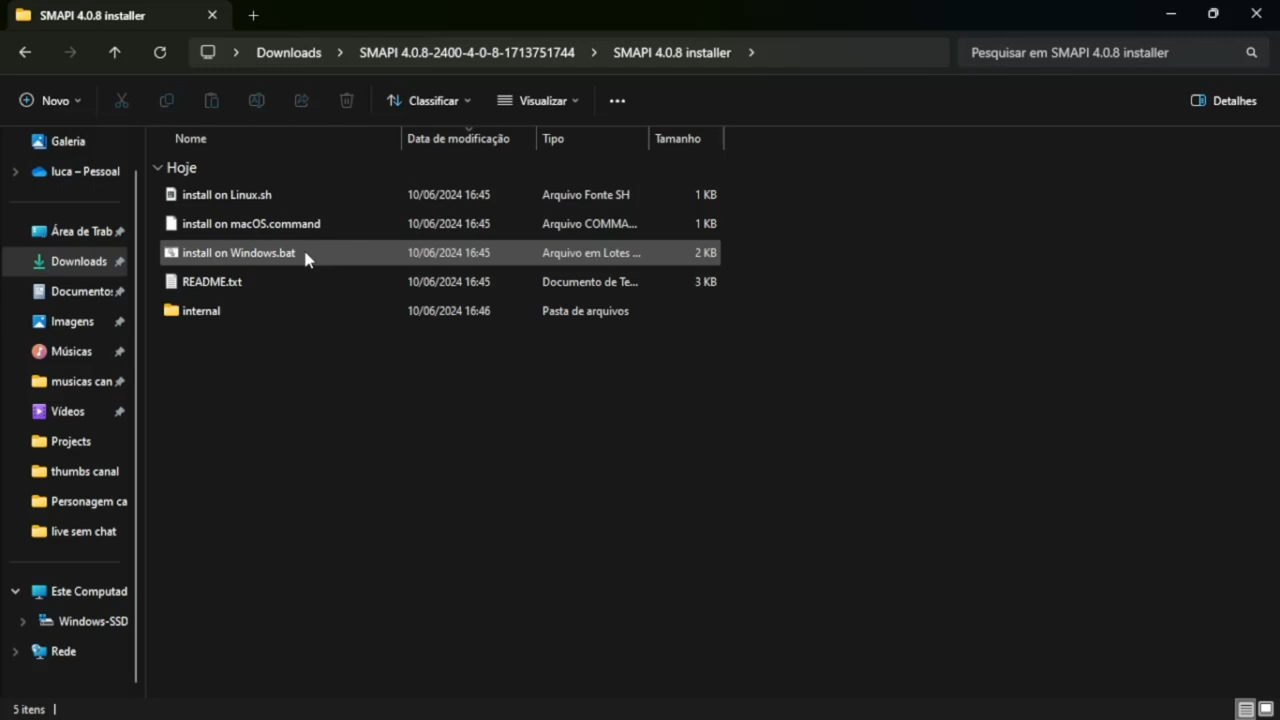 SMAPI 4.0.8 installer
Downloads > SMAPI 4.0.8-2400-4-0-8-1713751744 > SMAPI 4.0.8 installer >
Pesquisar em SMAPI 4.0.8 installer
Novo
Classificar
Visualizar
Detalhes
Galeria
luca – Pessoal
Área de Trab
Downloads
Documento
Imagens
Músicas
musicas can
Vídeos
Projects
thumbs canal
Personagem ca
live sem chat
Este Computad
Windows-SSD
Rede
Nome Data de modificação Tipo Tamanho
Hoje
install on Linux.sh 10/06/2024 16:45 Arquivo Fonte SH 1 KB
install on macOS.command 10/06/2024 16:45 Arquivo COMMA... 1 KB
install on Windows.bat 10/06/2024 16:45 Arquivo em Lotes ... 2 KB
README.txt 10/06/2024 16:45 Documento de Te... 3 KB
internal 10/06/2024 16:46 Pasta de arquivos
5 itens